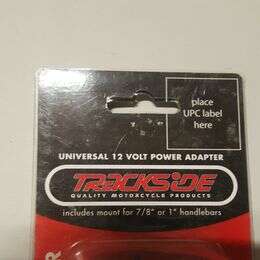 place
UPC label
here
UNIVERSAL 12 VOLT POWER ADAPTER
TRACKSIDE
QUALITY MOTORCYCLE PRODUCTS
includes mount for 7/8" or 1" handlebars
R